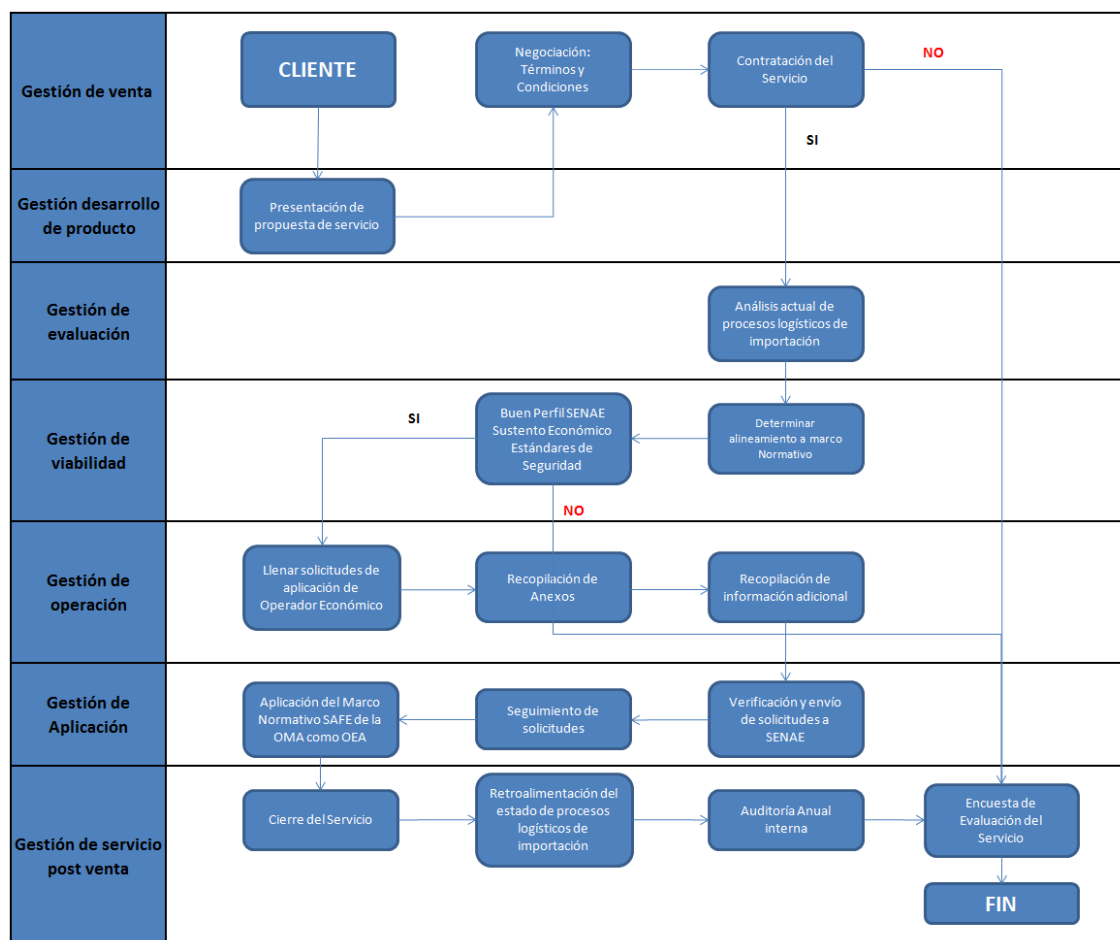 Gestión de venta
CLIENTE
Negociación:
Términos y
Condiciones
Contratación del
Servicio
NO
SI
Gestión desarrollo
de producto
Presentación de
propuesta de servicio
Gestión de
evaluación
Análisis actual de
procesos logísticos de
importación
Gestión de
viabilidad
SI
Buen Perfil SENAE
Sustento Económico
Estándares de
Seguridad
Determinar
alineamiento a marco
Normativo
NO
Gestión de
operación
Llenar solicitudes de
aplicación de
Operador Económico
Recopilación de
Anexos
Recopilación de
información adicional
Gestión de
Aplicación
Aplicación del Marco
Normativo SAFE de la
OMA como OEA
Seguimiento de
solicitudes
Verificación y envío
de solicitudes a
SENAE
Gestión de servicio
post venta
Cierre del Servicio
Retroalimentación del
estado de procesos
logísticos de
importación
Auditoría Anual
interna
Encuesta de
Evaluación del
Servicio
FIN